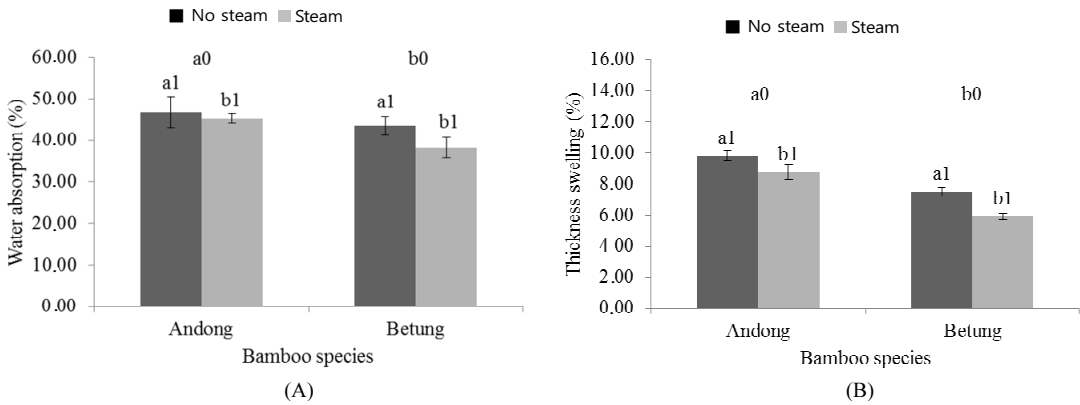 No steam Steam
60.00
50.00
40.00
30.00
20.00
10.00
0.00
Water absorption (%)
a0 b0
a1 b1 a1 b1
Andong Betung
Bamboo species
(A)
No steam Steam
16.00
14.00
12.00
10.00
8.00
6.00
4.00
2.00
0.00
Thickness swelling (%)
a0 b0
a1 b1 a1 b1
Andong Betung
Bamboo species
(B)